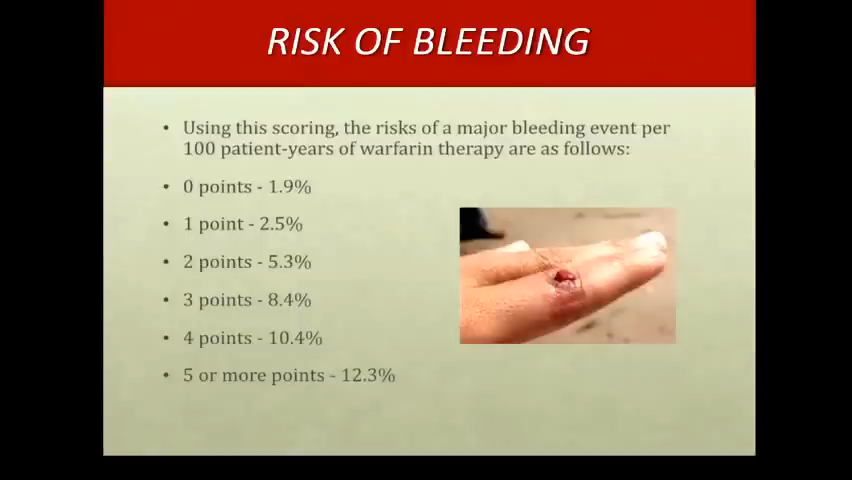 RISK OF BLEEDING
• Using this scoring, the risks of a major bleeding event per
100 patient-years of warfarin therapy are as follows:
• 0 points - 1.9%
• 1 point - 2.5%
• 2 points - 5.3%
• 3 points - 8.4%
• 4 points - 10.4%
• 5 or more points - 12.3%